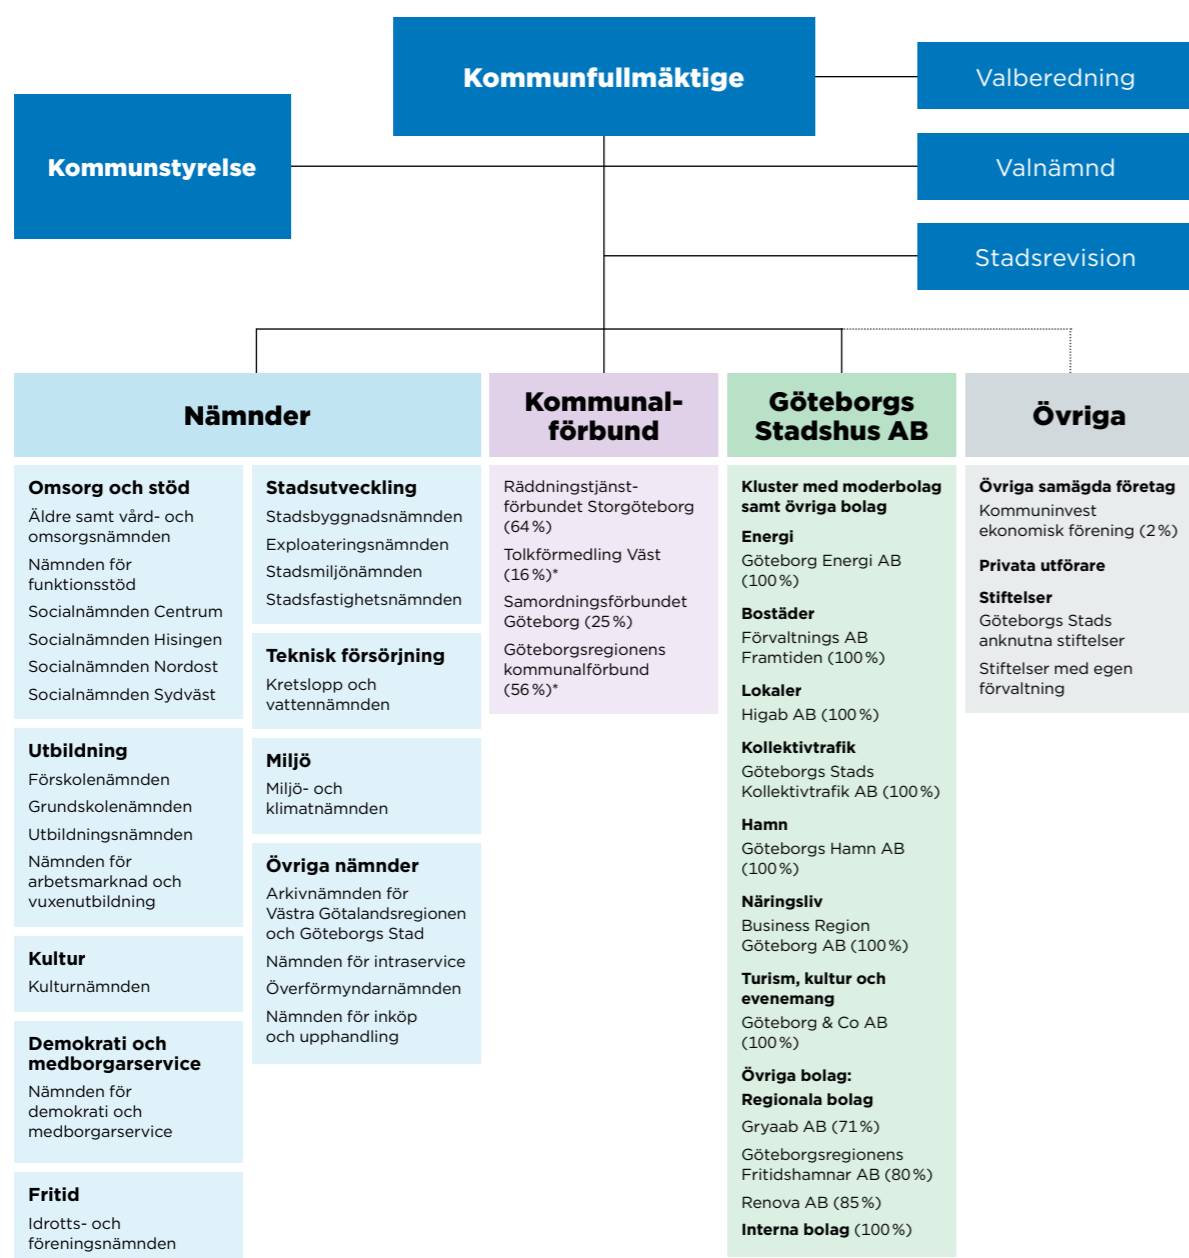 Kommunfullmäktige
Valberedning
Kommunstyrelse
Valnämnd
Stadsrevision
Nämnder
Omsorg och stöd
Äldre samt vård- och
omsorgsnämnden
Nämnden för
funktionsstöd
Socialnämnden Centrum
Socialnämnden Hisingen
Socialnämnden Nordost
Socialnämnden Sydväst
Utbildning
Förskolenämnden
Grundskolenämnden
Utbildningsnämnden
Nämnden för
arbetsmarknad och
vuxenutbildning
Kultur
Kulturnämnden
Demokrati och
medborgarservice
Nämnden för
demokrati och
medborgarservice
Fritid
Idrotts- och
föreningsnämnden
Stadsutveckling
Stadsbyggnadsnämnden
Exploateringsnämnden
Stadsmiljönämnden
Stadsfastighetsnämnden
Teknisk försörjning
Kretslopp och
vattennämnden
Miljö
Miljö- och
klimatnämnden
Övriga nämnder
Arkivnämnden för
Västra Götalandsregionen
och Göteborgs Stad
Nämnden för intraservice
Överförmyndarnämnden
Nämnden för inköp
och upphandling
Kommunal-
förbund
Räddningstjänst-
förbundet Storgöteborg
(64 %)
Tolkförmedling Väst
(16 %)*
Samordningsförbundet
Göteborg (25 %)
Göteborgsregionens
kommunalförbund
(56 %)*
Göteborgs
Stadshus AB
Kluster med moderbolag
samt övriga bolag
Energi
Göteborg Energi AB
(100 %)
Bostäder
Förvaltnings AB
Framtiden (100 %)
Lokaler
Higab AB (100 %)
Kollektivtrafik
Göteborgs Stads
Kollektivtrafik AB (100 %)
Hamn
Göteborgs Hamn AB
(100 %)
Näringsliv
Business Region
Göteborg AB (100 %)
Turism, kultur och
evenemang
Göteborg & Co AB
(100 %)
Övriga bolag:
Regionala bolag
Gryaab AB (71 %)
Göteborgsregionens
Fritidshamnar AB (80 %)
Renova AB (85 %)
Interna bolag (100 %)
Övriga
Övriga samägda företag
Kommuninvest
ekonomisk förening (2 %)
Privata utförare
Stiftelser
Göteborgs Stads
anknutna stiftelser
Stiftelser med egen
förvaltning